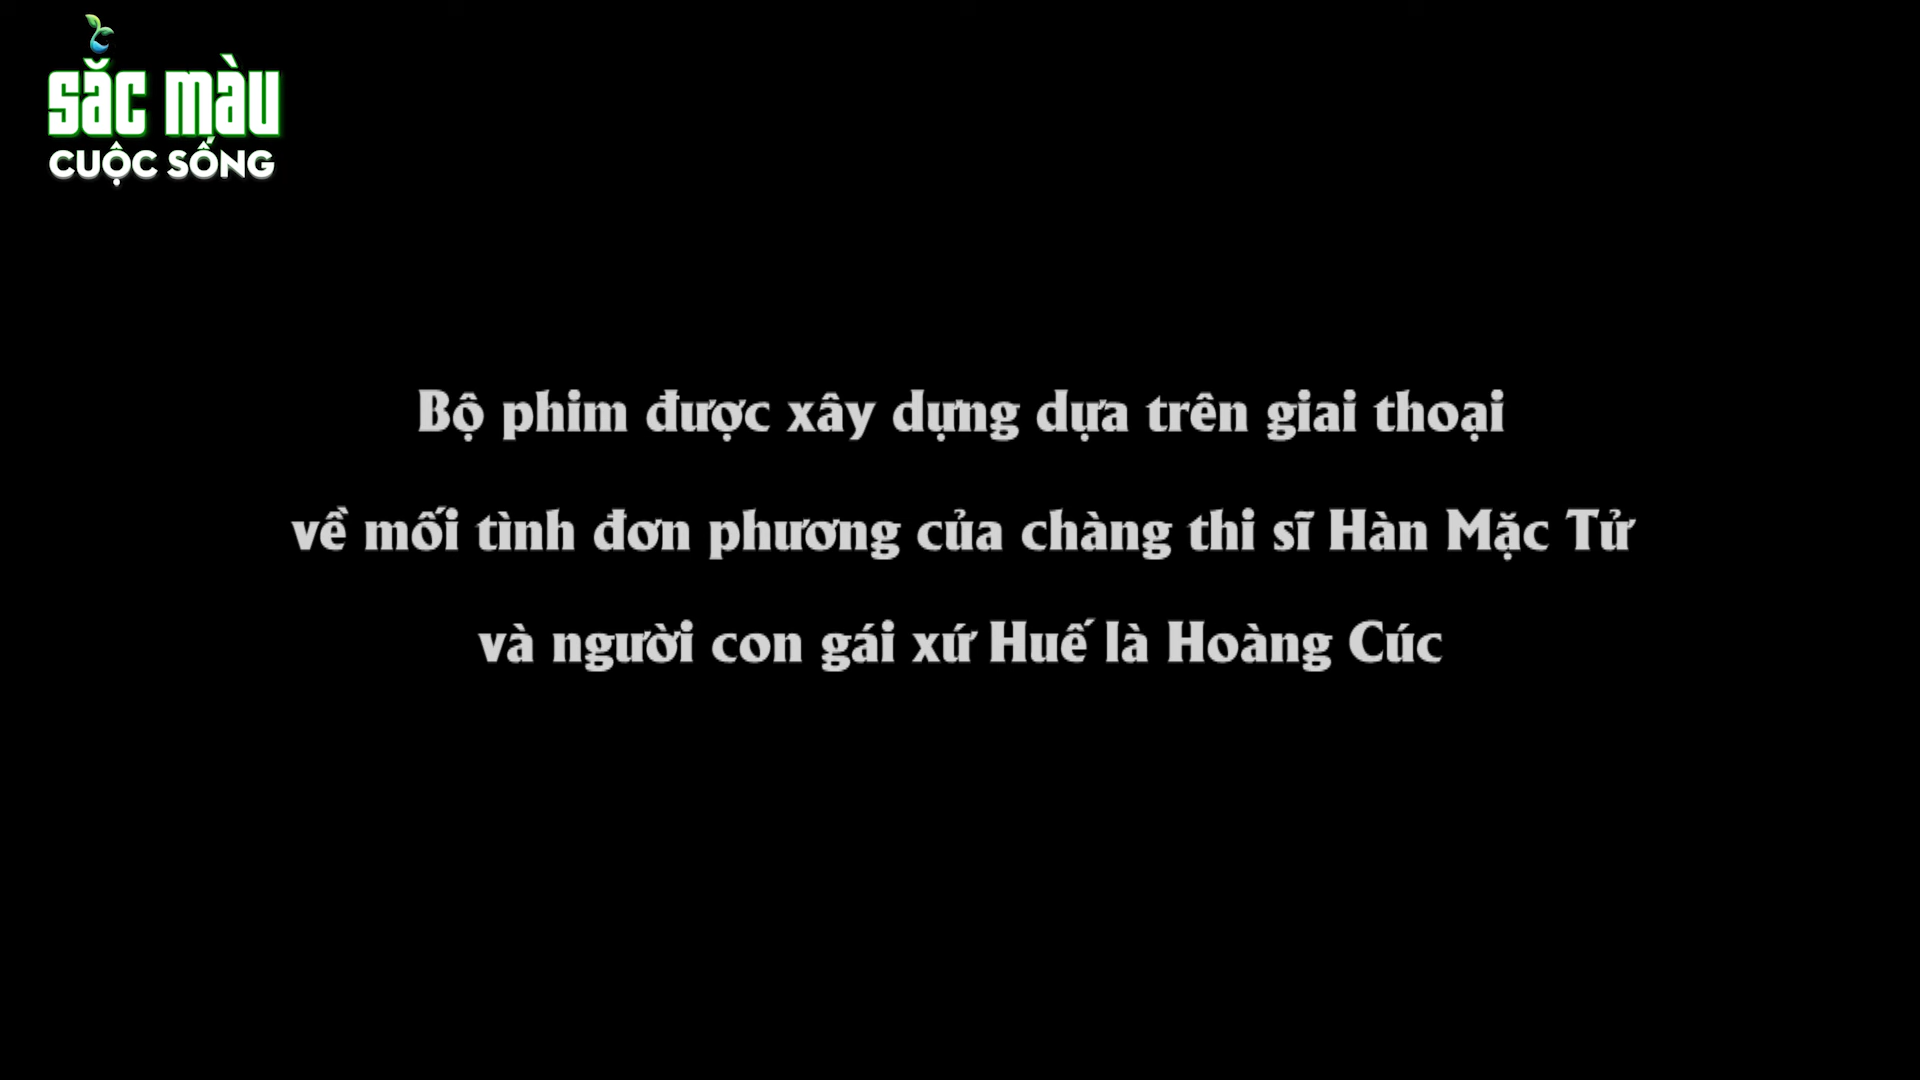 sắc màu
CUỘC SỐNG
Bộ phim được xây dựng dựa trên giai thoại
về mối tình đơn phương của chàng thi sĩ Hàn Mặc Tử
và người con gái xứ Huế là Hoàng Cúc